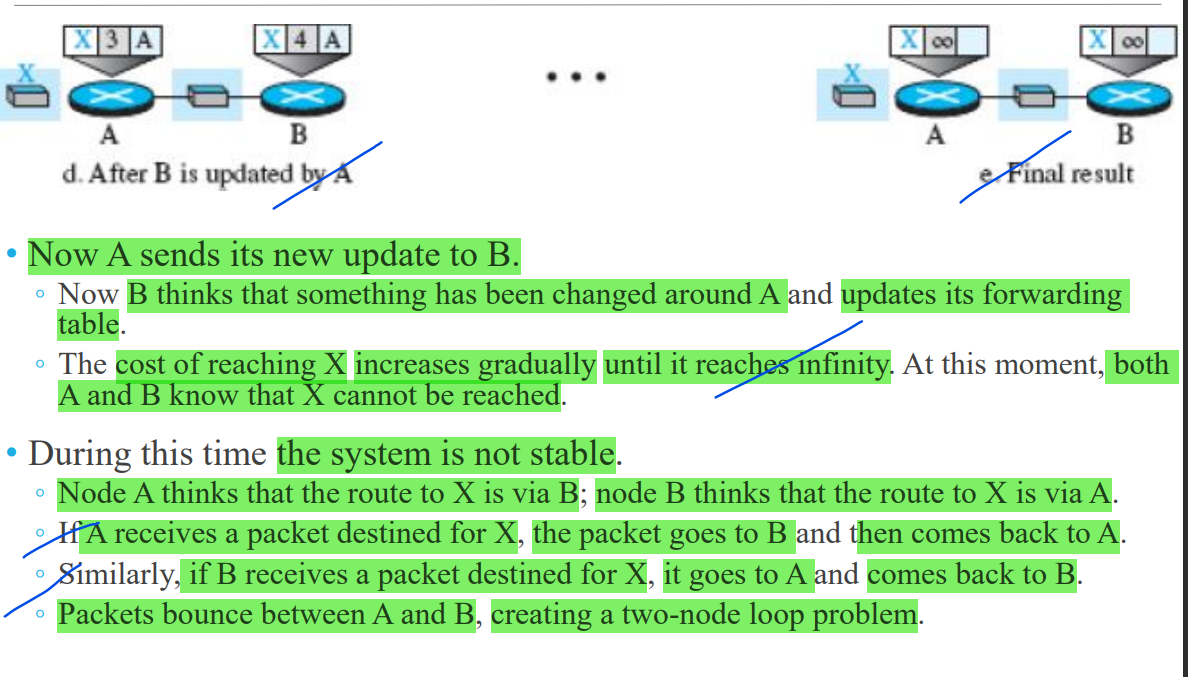 X 3 A X 4 A X ∞ X ∞
X X
A B ••• A B
d. After B is updated by A e. Final result
• Now A sends its new update to B.
◦ Now B thinks that something has been changed around A and updates its forwarding
table.
◦ The cost of reaching X increases gradually until it reaches infinity. At this moment, both
A and B know that X cannot be reached.
• During this time the system is not stable.
◦ Node A thinks that the route to X is via B; node B thinks that the route to X is via A.
◦ If A receives a packet destined for X, the packet goes to B and then comes back to A.
◦ Similarly, if B receives a packet destined for X, it goes to A and comes back to B.
◦ Packets bounce between A and B, creating a two-node loop problem.